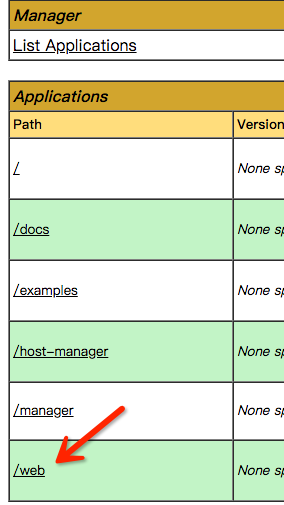 Manager
List Applications
Applications
Path Version
/ None sp
/docs None sp
/examples None sp
/host-manager None sp
/manager None sp
/web None sp